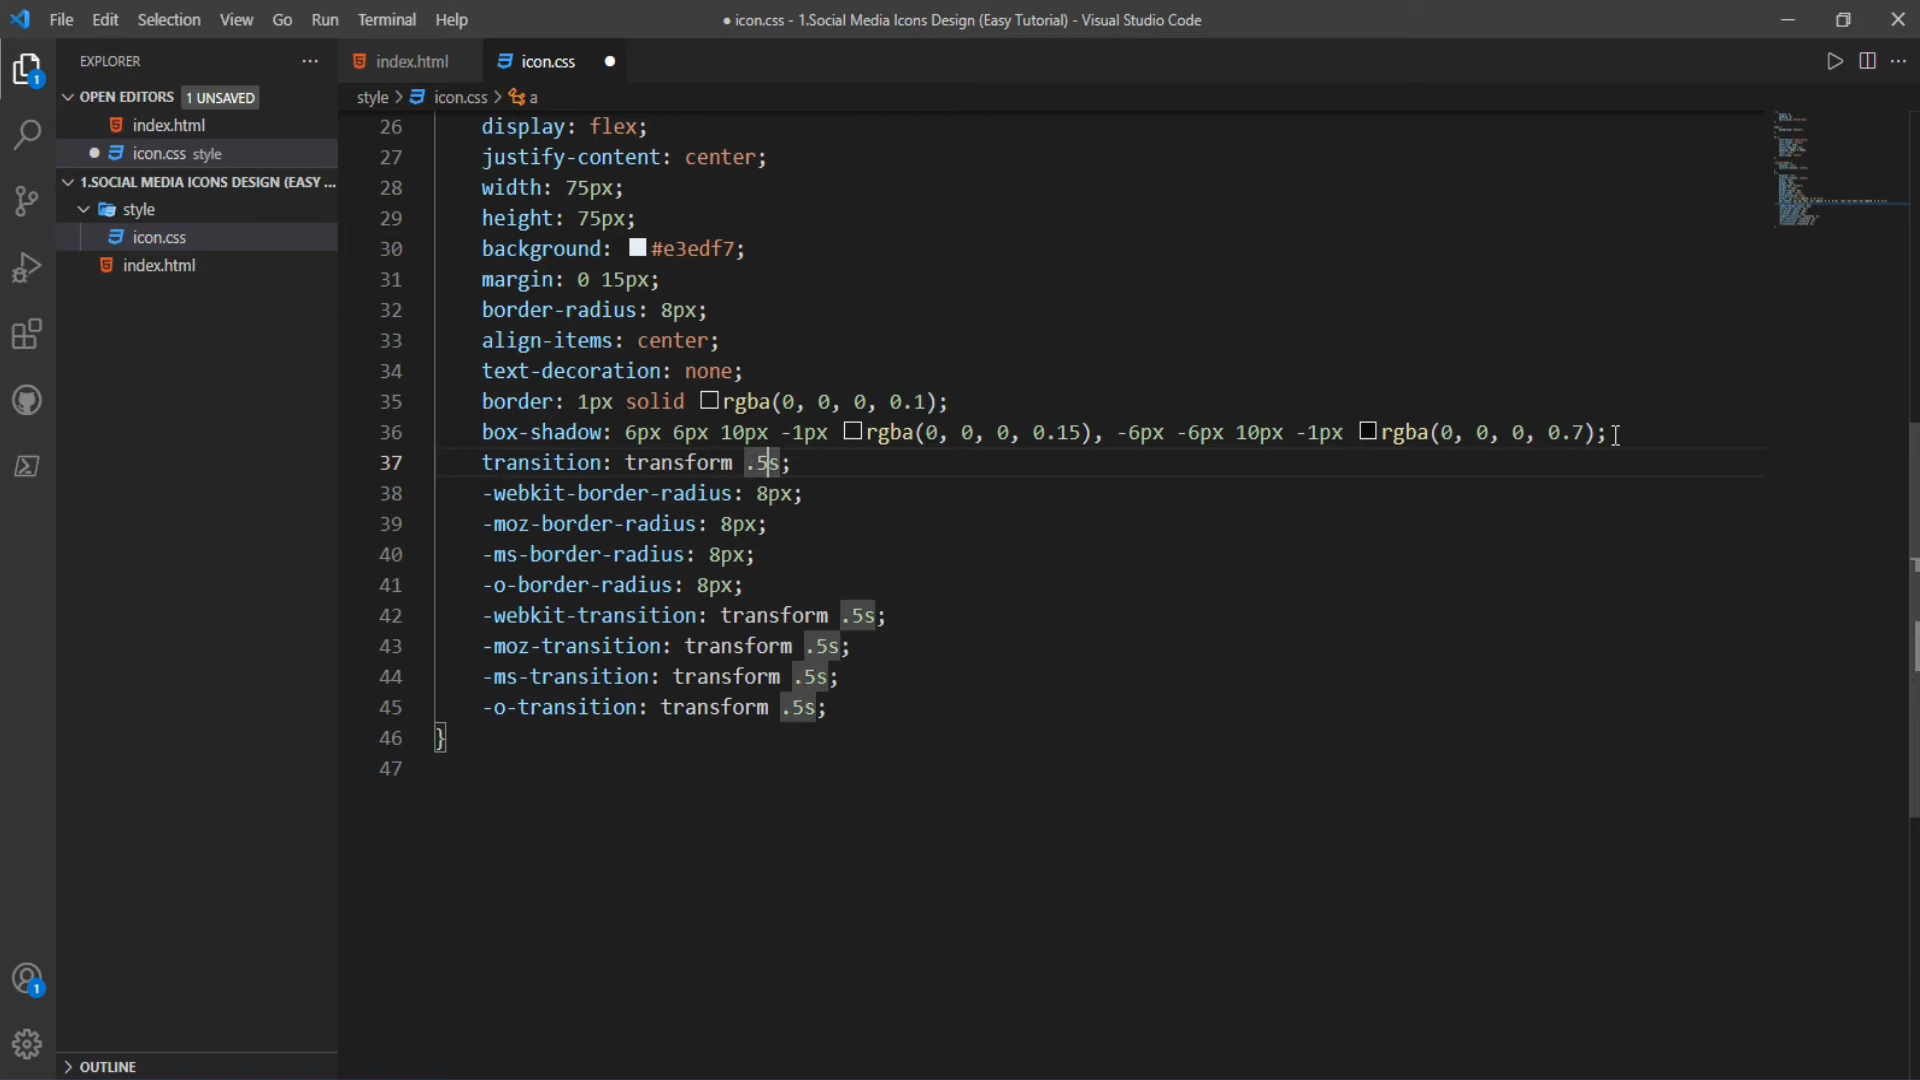 File Edit Selection View Go Run Terminal Help
● icon.css - 1.Social Media Icons Design (Easy Tutorial) - Visual Studio Code
EXPLORER
index.html
icon.css
OPEN EDITORS 1 UNSAVED
style > icon.css > a
index.html
icon.css style
1.SOCIAL MEDIA ICONS DESIGN (EASY ...
style
icon.css
index.html
26 display: flex;
27 justify-content: center;
28 width: 75px;
29 height: 75px;
30 background: #e3edf7;
31 margin: 0 15px;
32 border-radius: 8px;
33 align-items: center;
34 text-decoration: none;
35 border: 1px solid rgba(0, 0, 0, 0.1);
36 box-shadow: 6px 6px 10px -1px rgba(0, 0, 0, 0.15), -6px -6px 10px -1px rgba(0, 0, 0, 0.7);
37 transition: transform .5s;
38 -webkit-border-radius: 8px;
39 -moz-border-radius: 8px;
40 -ms-border-radius: 8px;
41 -o-border-radius: 8px;
42 -webkit-transition: transform .5s;
43 -moz-transition: transform .5s;
44 -ms-transition: transform .5s;
45 -o-transition: transform .5s;
46 }
47
1
1
OUTLINE